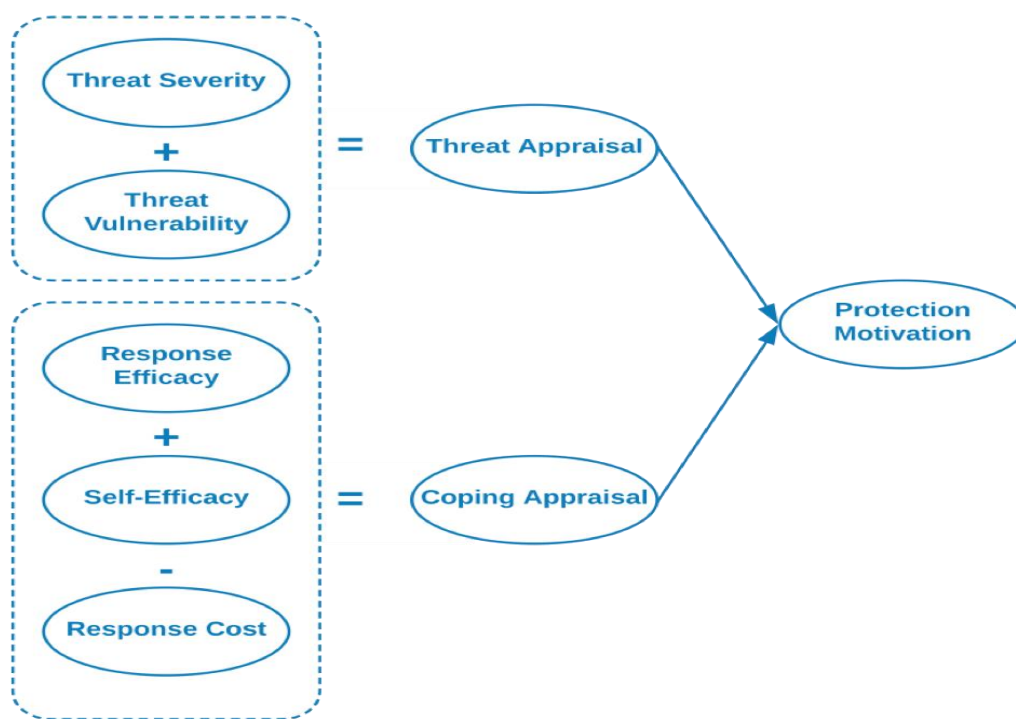 Threat Severity
+
Threat
Vulnerability
=
Threat Appraisal
Response
Efficacy
+
Self-Efficacy
-
Response Cost
=
Coping Appraisal
Protection
Motivation